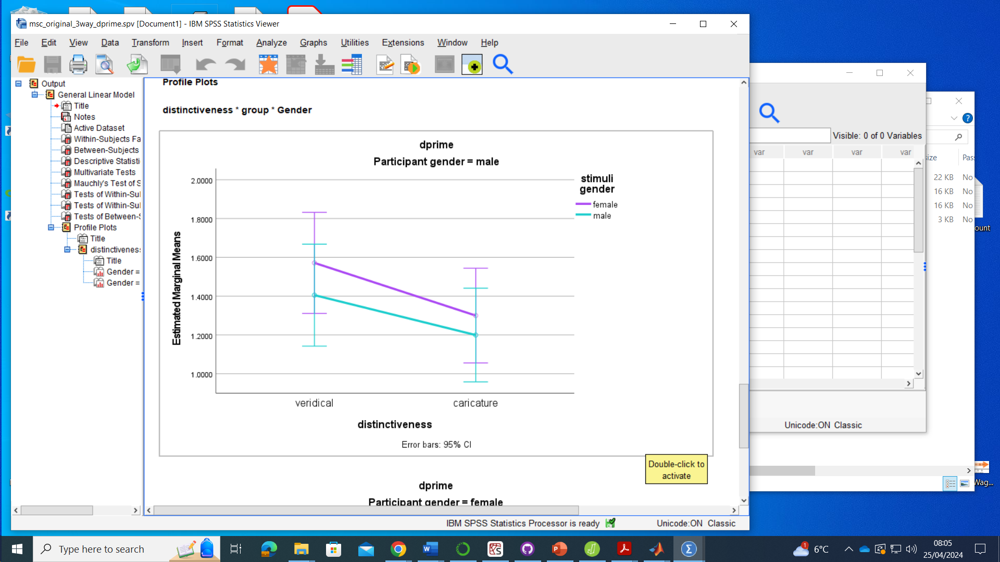 msc_original_3way_dprime.spv [Document1] - IBM SPSS Statistics Viewer
File Edit View Data Transform Insert Format Analyze Graphs Utilities Extensions Window Help
Output
General Linear Model
Title
Notes
Active Dataset
Within-Subjects Fa
Between-Subjects
Descriptive Statisti
Multivariate Tests
Mauchly's Test of S
Tests of Within-Sul
Tests of Within-Sul
Tests of Between-S
Profile Plots
Title
distinctiveness
Title
Gender =
Gender =
Profile Plots
distinctiveness * group * Gender
dprime
Participant gender = male
stimuli
gender
female
male
Estimated Marginal Means
2.0000
1.8000
1.6000
1.4000
1.2000
1.0000
veridical caricature
distinctiveness
Error bars: 95% CI
Double-click to
activate
dprime
Participant gender = female
IBM SPSS Statistics Processor is ready Unicode:ON Classic
Visible: 0 of 0 Variables
var var var var
Unicode:ON Classic
size Pas
22 KB No
16 KB No
16 KB No
3 KB No
ount
Wag...
Type here to search
1 6°C
08:05
25/04/2024